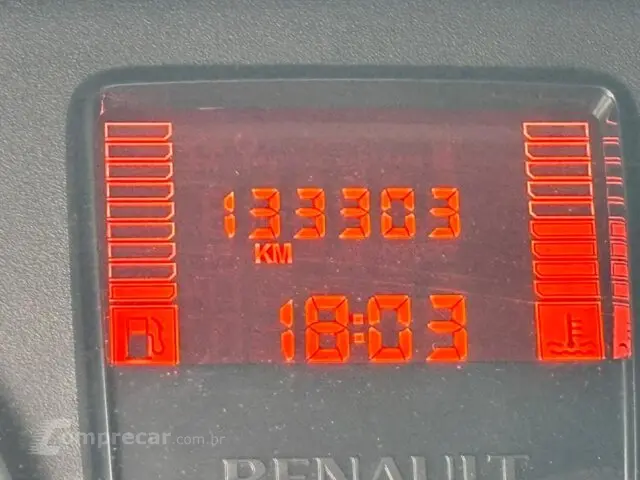 133303
KM
18:03
Comprecar.com.br
RENAULT